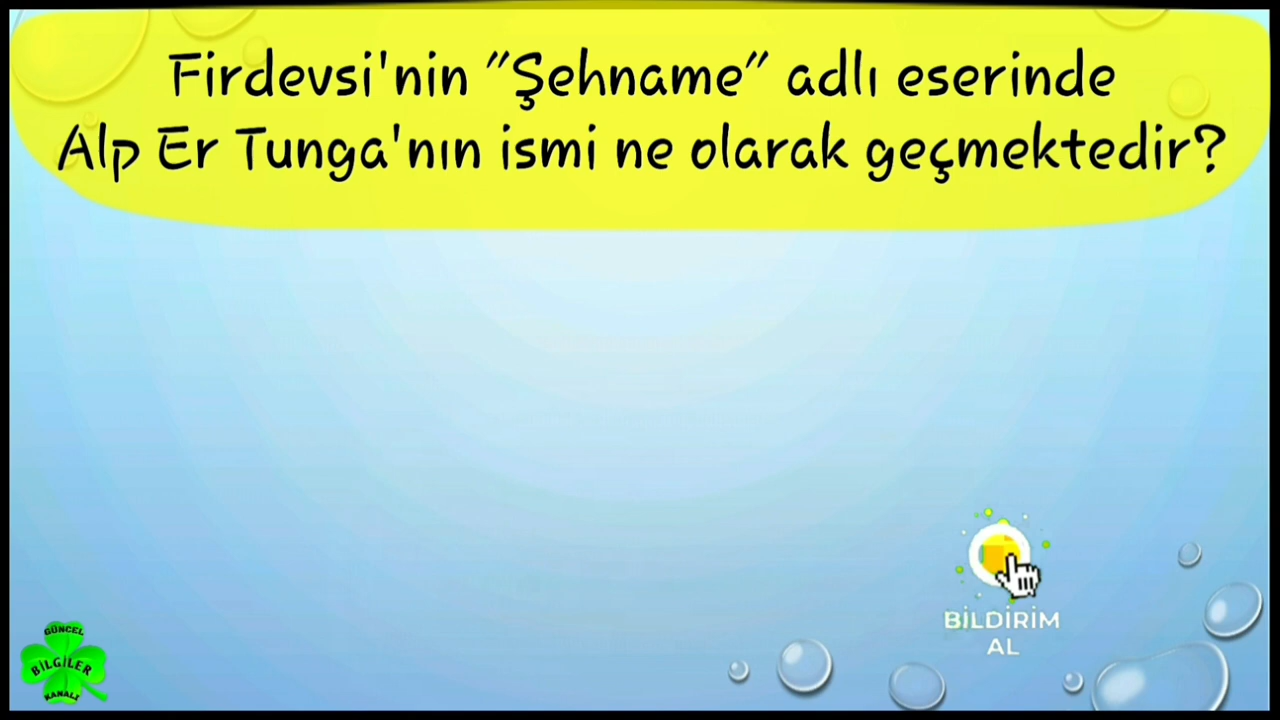 Firdevsi'nin "Şehname" adlı eserinde
Alp Er Tunga'nın ismi ne olarak geçmektedir?
BİLDİRİM
AL
GÜNCEL
BİLGİLER
KANALI